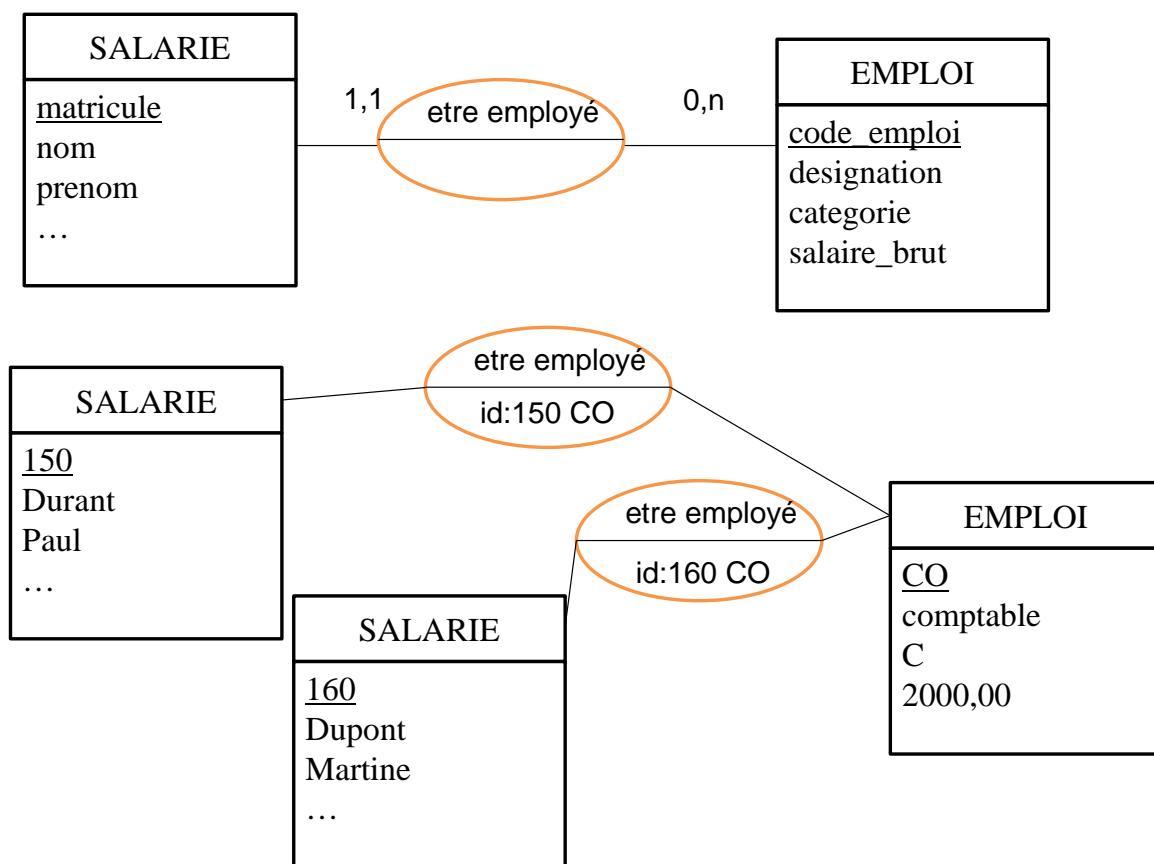 SALARIE
matricule
nom
prenom
…
1,1
etre employé
0,n
EMPLOI
code_emploi
designation
categorie
salaire_brut
SALARIE
150
Durant
Paul
…
etre employé
id:150 CO
etre employé
id:160 CO
SALARIE
160
Dupont
Martine
…
EMPLOI
CO
comptable
C
2000,00